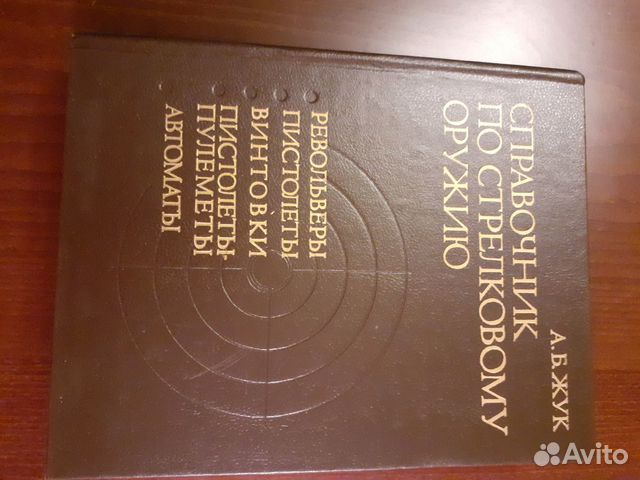 А.Б.ЖУК
СПРАВОЧНИК
ПО СТРЕЛКОВОМУ
ОРУЖИЮ
РЕВОЛЬВЕРЫ
ПИСТОЛЕТЫ
ВИНТОВКИ
ПИСТОЛЕТЫ-
ПУЛЕМЕТЫ
АВТОМАТЫ
Avito